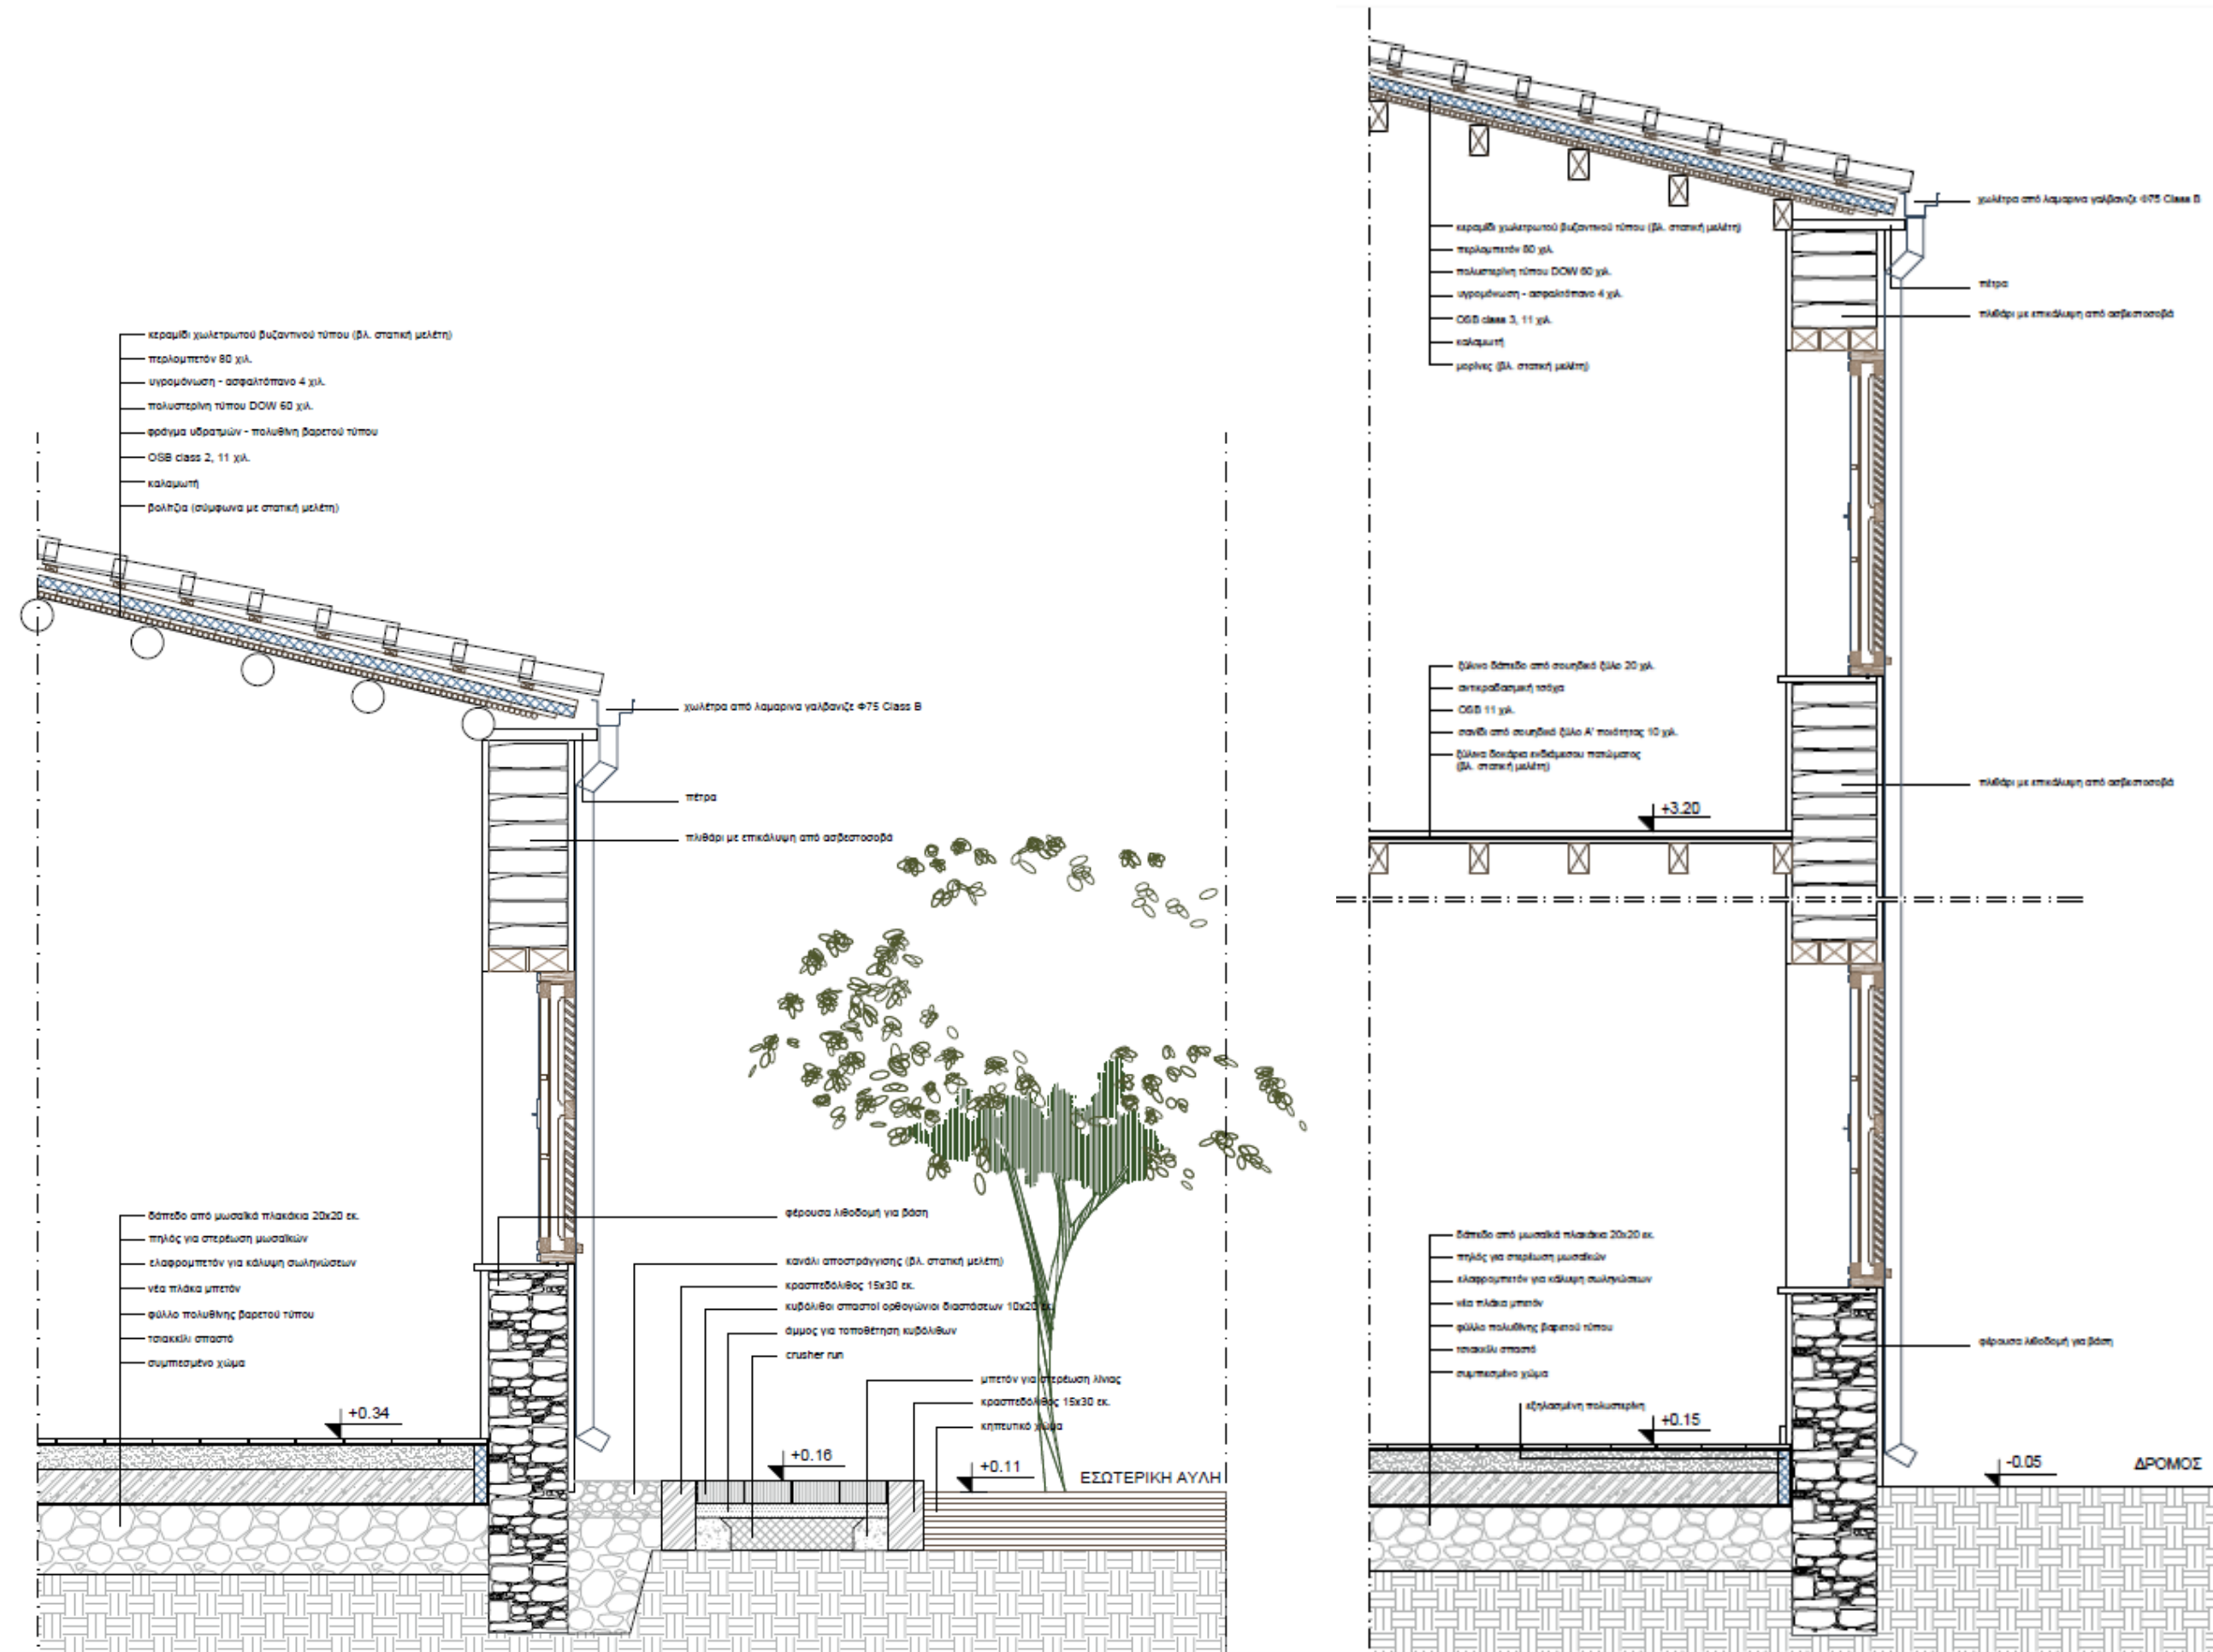 κεραμίδι χωλετρωτού βυζαντινού τύπου (βλ. στατική μελέτη)
περλομπετόν 80 χιλ.
υγρομόνωση - ασφαλτόπανο 4 χιλ.
πολυστερίνη τύπου DOW 60 χιλ.
φράγμα υδρατμών - πολυθίνη βαρετού τύπου
OSB class 2, 11 χιλ.
καλαμωτή
βολίτζια (σύμφωνα με στατική μελέτη)
χωλέτρα από λαμαρινα γαλβανιζε Φ75 Class B
πέτρα
πλιθάρι με επικάλυψη από ασβεστοσοβά
δάπεδο από μωσαϊκά πλακάκια 20x20 εκ.
πηλός για στερέωση μωσαϊκών
ελαφρομπετόν για κάλυψη σωληνώσεων
νέα πλάκα μπετόν
φύλλο πολυθίνης βαρετού τύπου
τσιακκίλι σπαστό
συμπιεσμένο χώμα
+0.34
φέρουσα λιθοδομή για βάση
κανάλι αποστράγγισης (βλ. στατική μελέτη)
κρασπεδόλιθος 15x30 εκ.
κυβόλιθοι σπαστοί ορθογώνιοι διαστάσεων 10x20 εκ.
άμμος για τοποθέτηση κυβόλιθων
crusher run
μπετόν για στερέωση λίνιας
κρασπεδόλιθος 15x30 εκ.
κηπευτικό χώμα
+0.16
+0.11
ΕΣΩΤΕΡΙΚΗ ΑΥΛΗ
κεραμίδι χωλετρωτού βυζαντινού τύπου (βλ. στατική μελέτη)
περλομπετόν 80 χιλ.
πολυστερίνη τύπου DOW 60 χιλ.
υγρομόνωση - ασφαλτόπανο 4 χιλ.
OSB class 3, 11 χιλ.
καλαμωτή
μορίνες (βλ. στατική μελέτη)
χωλέτρα από λαμαρινα γαλβανιζε Φ75 Class B
πέτρα
πλιθάρι με επικάλυψη από ασβεστοσοβά
ξύλινο δάπεδο από σουηδικό ξύλο 20 χιλ.
αντικραδασμική τσόχα
OSB 11 χιλ.
σανίδι από σουηδικό ξύλο Α' ποιότητας 10 χιλ.
ξύλινα δοκάρια ενδιάμεσου πατώματος
(βλ. στατική μελέτη)
+3.20
πλιθάρι με επικάλυψη από ασβεστοσοβά
δάπεδο από μωσαϊκά πλακάκια 20x20 εκ.
πηλός για στερέωση μωσαϊκών
ελαφρομπετόν για κάλυψη σωληνώσεων
νέα πλάκα μπετόν
φύλλο πολυθίνης βαρετού τύπου
τσιακκίλι σπαστό
συμπιεσμένο χώμα
εξηλασμένη πολυστερίνη
+0.15
φέρουσα λιθοδομή για βάση
-0.05
ΔΡΟΜΟΣ